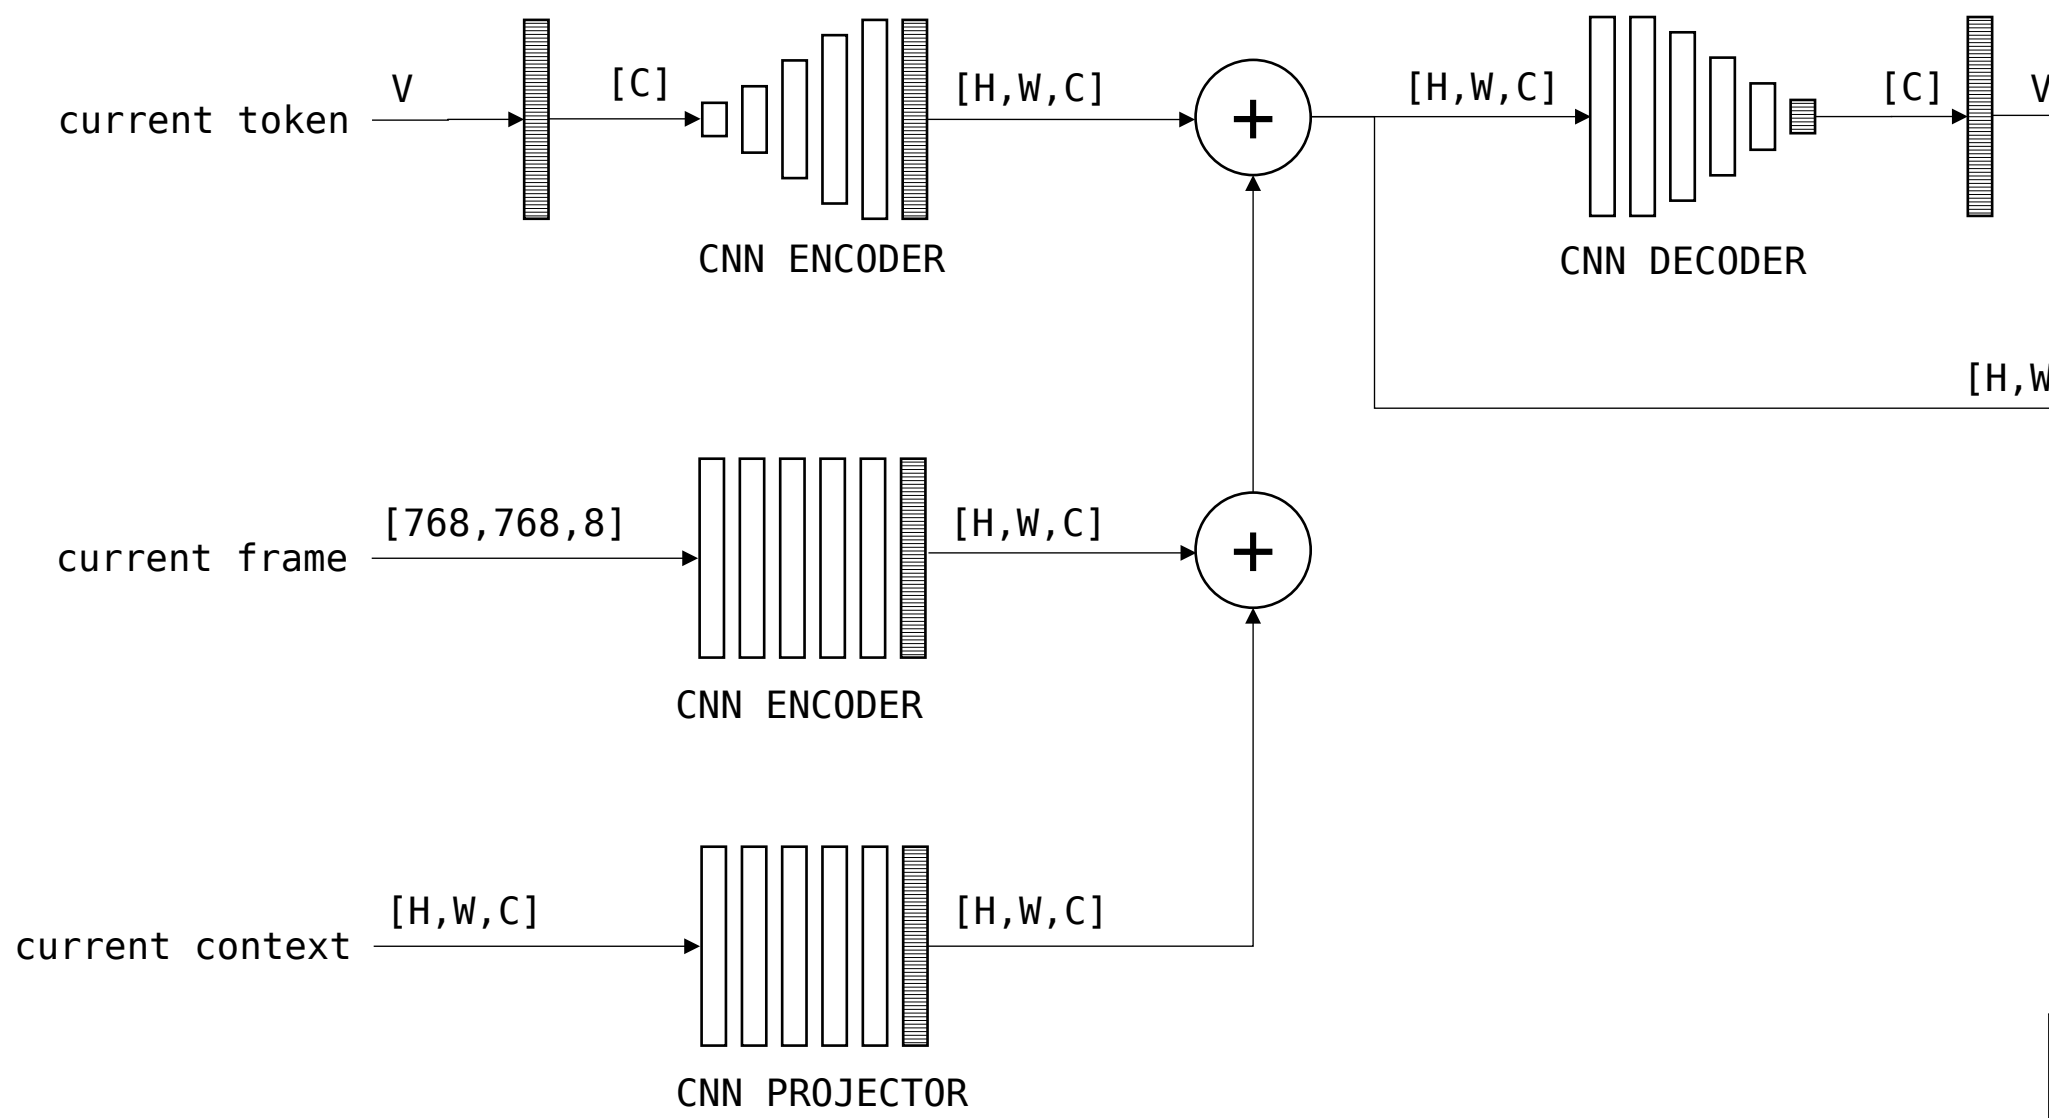 V
[C]
[H,W,C]
[H,W,C]
[C]
V
current token
+
CNN ENCODER
CNN DECODER
[H,W
[768,768,8]
[H,W,C]
current frame
+
CNN ENCODER
[H,W,C]
[H,W,C]
current context
CNN PROJECTOR